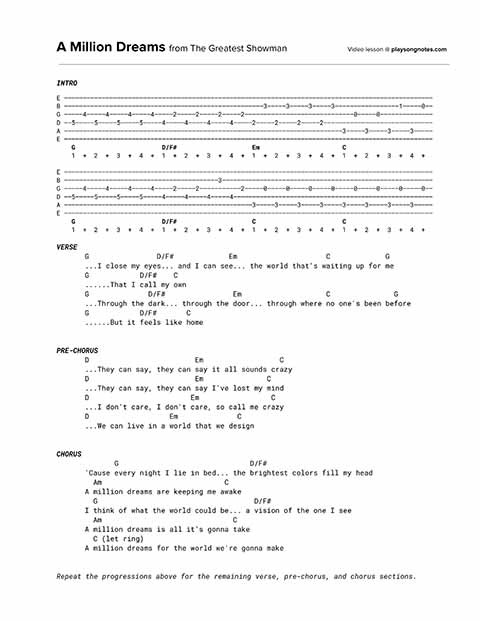 A Million Dreams from The Greatest Showman
Video lesson @ playsongnotes.com
INTRO
E ---------------------------------------------------------------------------------
B --------------------------------------------3----3----3----3--------------1----0--
G ----4----4----4----4----2----2----2----2----------------------0----0-------------
D --5----5----5----5----4----4----4----4----2----2----2----2-----------------------
A --------------------------------------------------------------3----3----3----3---
E ---------------------------------------------------------------------------------
G D/F# Em C
1 + 2 + 3 + 4 + 1 + 2 + 3 + 4 + 1 + 2 + 3 + 4 + 1 + 2 + 3 + 4 +
E ---------------------------------------------------------------------------------
B ----------------------------------3----------------------------------------------
G ----4----4----4----4----2----2---------2----0----0----0----0----0----0----0----0--
D --5----5----5----5----4----4----4----4-------------------------------------------
A ------------------------------------------3----3----3----3----3----3----3----3---
E ---------------------------------------------------------------------------------
G D/F# C C
1 + 2 + 3 + 4 + 1 + 2 + 3 + 4 + 1 + 2 + 3 + 4 + 1 + 2 + 3 + 4 +
VERSE
G D/F# Em C G
...I close my eyes... and I can see... the world that's waiting up for me
G D/F# C
......That I call my own
G D/F# Em C G
...Through the dark... through the door... through where no one's been before
G D/F# C
......But it feels like home
PRE-CHORUS
D Em C
...They can say, they can say it all sounds crazy
D Em C
...They can say, they can say I've lost my mind
D Em C
...I don't care, I don't care, so call me crazy
D Em C
...We can live in a world that we design
CHORUS
G D/F#
'Cause every night I lie in bed... the brightest colors fill my head
Am C
A million dreams are keeping me awake
G D/F#
I think of what the world could be... a vision of the one I see
Am C
A million dreams is all it's gonna take
C (let ring)
A million dreams for the world we're gonna make
Repeat the progressions above for the remaining verse, pre-chorus, and chorus sections.